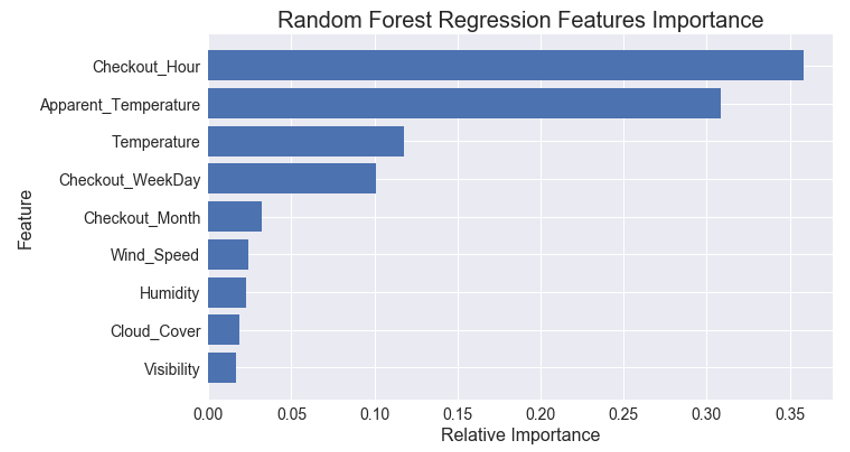 Random Forest Regression Features Importance
Feature
Checkout_Hour
Apparent_Temperature
Temperature
Checkout_WeekDay
Checkout_Month
Wind_Speed
Humidity
Cloud_Cover
Visibility
0.00 0.05 0.10 0.15 0.20 0.25 0.30 0.35
Relative Importance